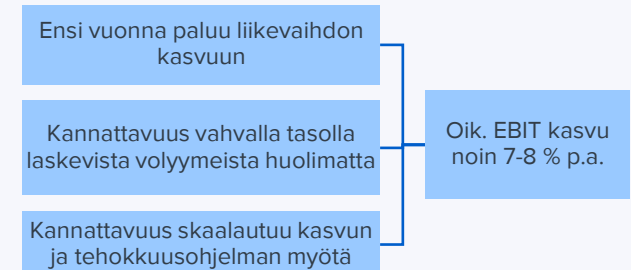 Ensi vuonna paluu liikevaihdon
kasvuun
Kannattavuus vahvalla tasolla
laskevista volyymeista huolimatta
Kannattavuus skaalautuu kasvun
ja tehokkuusohjelman myötä
Oik. EBIT kasvu
noin 7-8 % p.a.